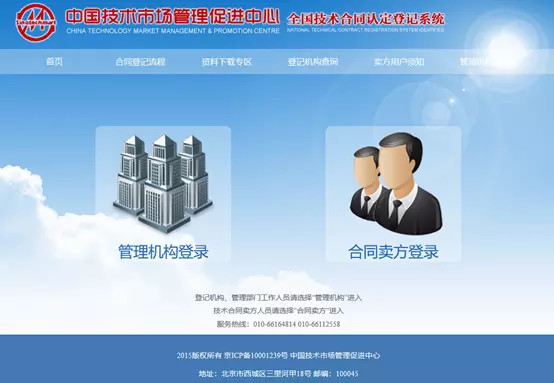 中国技术市场管理促进中心
CHINA TECHNOLOGY MARKET MANAGEMENT & PROMOTION CENTRE
全国技术合同认定登记系统
NATIONAL TECHNICAL CONTRACT REGISTRATION SYSTEM IDENTIFIED
首页 合同登记流程 资料下载专区 登记机构查询 卖方用户须知
管理机构登录 合同卖方登录
登记机构、管理部门工作人员请选择"管理机构"进入
技术合同卖方人员请选择"合同卖方"进入
服务热线：010-66164814 010-66112558
2015版权所有 京ICP备10001239号 中国技术市场管理促进中心
地址：北京市西城区三里河甲18号 邮编：100045